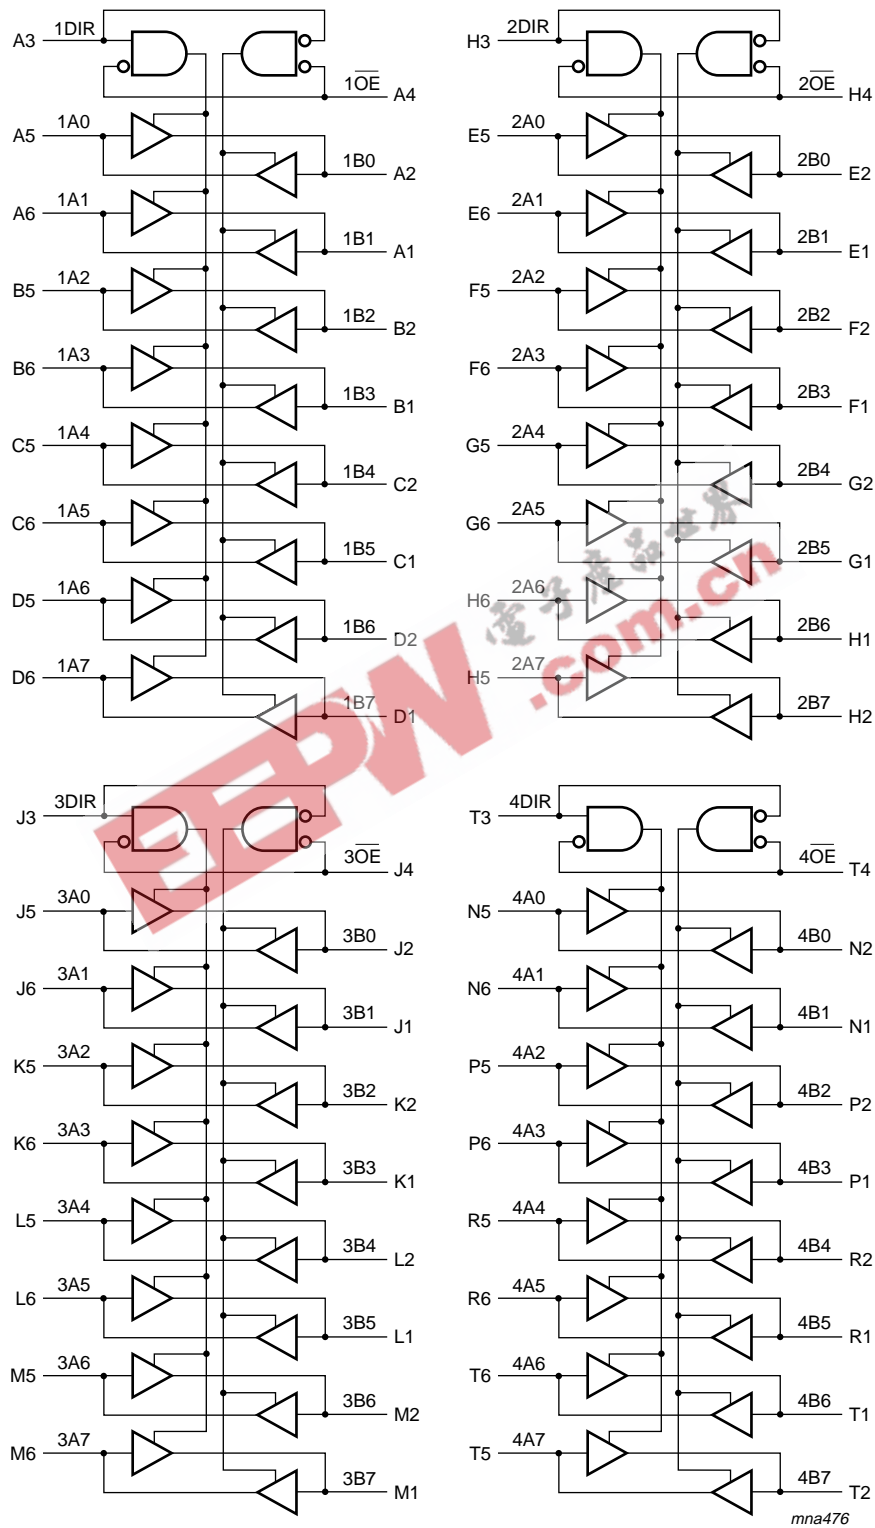 A3 1DIR
1OE A4
A5 1A0
1B0 A2
A6 1A1
1B1 A1
B5 1A2
1B2 B2
B6 1A3
1B3 B1
C5 1A4
1B4 C2
C6 1A5
1B5 C1
D5 1A6
1B6 D2
D6 1A7
1B7 D1
H3 2DIR
2OE H4
E5 2A0
2B0 E2
E6 2A1
2B1 E1
F5 2A2
2B2 F2
F6 2A3
2B3 F1
G5 2A4
2B4 G2
G6 2A5
2B5 G1
H6 2A6
2B6 H1
H5 2A7
2B7 H2
EEPW
電子產品世界
.com.cn
J3 3DIR
3OE J4
J5 3A0
3B0 J2
J6 3A1
3B1 J1
K5 3A2
3B2 K2
K6 3A3
3B3 K1
L5 3A4
3B4 L2
L6 3A5
3B5 L1
M5 3A6
3B6 M2
M6 3A7
3B7 M1
T3 4DIR
4OE T4
N5 4A0
4B0 N2
N6 4A1
4B1 N1
P5 4A2
4B2 P2
P6 4A3
4B3 P1
R5 4A4
4B4 R2
R6 4A5
4B5 R1
T6 4A6
4B6 T1
T5 4A7
4B7 T2
mna476